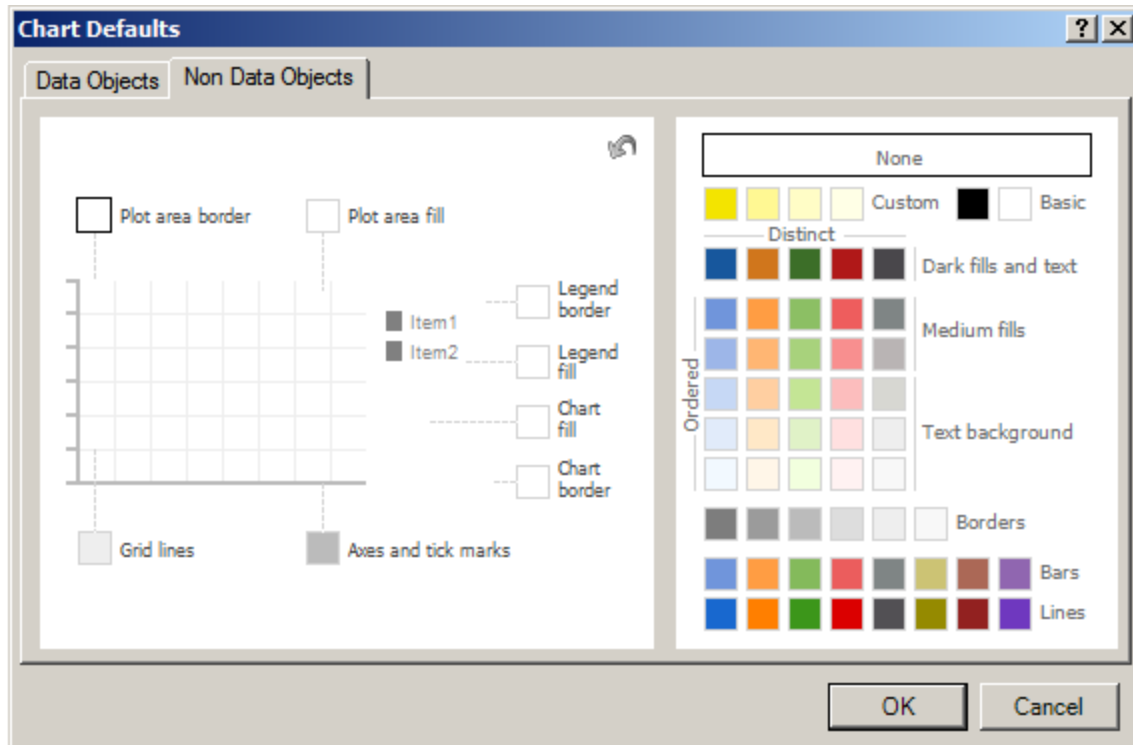 Chart Defaults
Data Objects
Non Data Objects
Plot area border
Plot area fill
Item1
Item2
Legend
border
Legend
fill
Chart
fill
Chart
border
Grid lines
Axes and tick marks
None
Custom
Basic
Distinct
Dark fills and text
Ordered
Medium fills
Text background
Borders
Bars
Lines
OK
Cancel